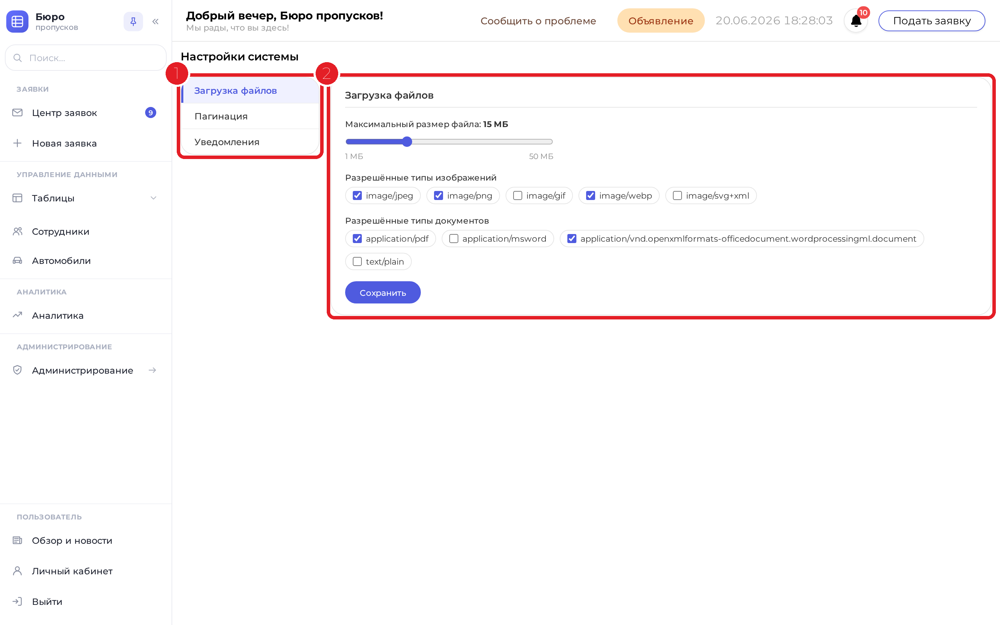 Бюро
пропусков
Поиск...
ЗАЯВКИ
Центр заявок 9
Новая заявка
УПРАВЛЕНИЕ ДАННЫМИ
Таблицы
Сотрудники
Автомобили
АНАЛИТИКА
Аналитика
АДМИНИСТРИРОВАНИЕ
Администрирование
ПОЛЬЗОВАТЕЛЬ
Обзор и новости
Личный кабинет
Выйти
Добрый вечер, Бюро пропусков!
Мы рады, что вы здесь!
Сообщить о проблеме
Объявление
20.06.2026 18:28:03
10
Подать заявку
Настройки системы
1
Загрузка файлов
Пагинация
Уведомления
2
Загрузка файлов
Максимальный размер файла: 15 МБ
1 МБ 50 МБ
Разрешённые типы изображений
image/jpeg image/png image/gif image/webp image/svg+xml
Разрешённые типы документов
application/pdf application/msword application/vnd.openxmlformats-officedocument.wordprocessingml.document
text/plain
Сохранить